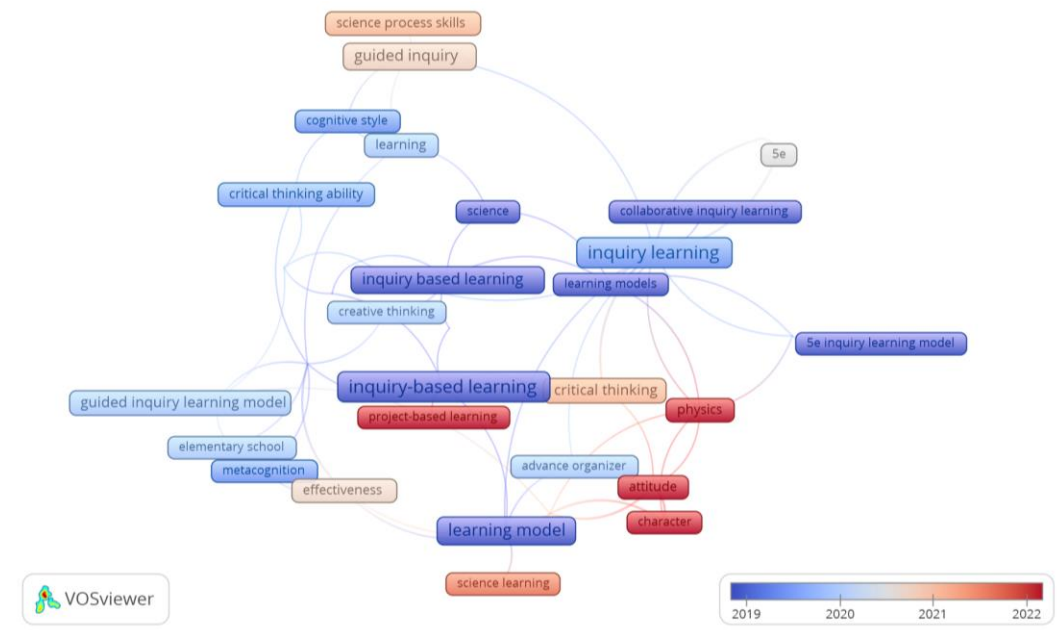 science process skills
guided inquiry
cognitive style
learning
5e
critical thinking ability
science
collaborative inquiry learning
inquiry learning
inquiry based learning
learning models
creative thinking
5e inquiry learning model
inquiry-based learning
critical thinking
guided inquiry learning model
project-based learning
physics
elementary school
metacognition
advance organizer
effectiveness
attitude
learning model
character
science learning
VOSviewer
2019 2020 2021 2022